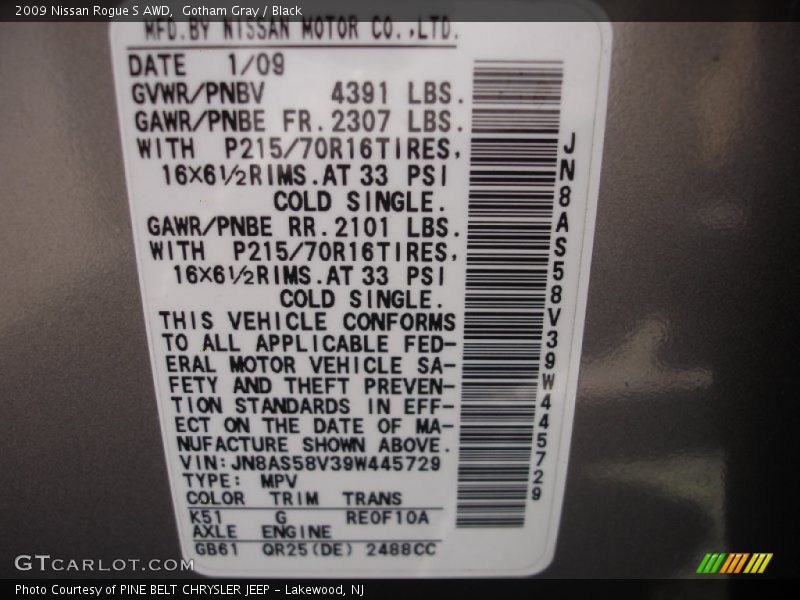 2009 Nissan Rogue S AWD,  Gotham Gray / Black
MFD.BY NISSAN MOTOR CO.,LTD.
DATE 1/09
GVWR/PNBV 4391 LBS.
GAWR/PNBE FR.2307 LBS.
WITH P215/70R16TIRES,
16X6½RIMS.AT 33 PSI
COLD SINGLE.
GAWR/PNBE RR.2101 LBS.
WITH P215/70R16TIRES,
16X6½RIMS.AT 33 PSI
COLD SINGLE.
THIS VEHICLE CONFORMS
TO ALL APPLICABLE FED-
ERAL MOTOR VEHICLE SA-
FETY AND THEFT PREVEN-
TION STANDARDS IN EFF-
ECT ON THE DATE OF MA-
NUFACTURE SHOWN ABOVE.
VIN:JN8AS58V39W445729
TYPE: MPV
COLOR TRIM TRANS
K51 G RE0F10A
AXLE ENGINE
GB61 QR25(DE) 2488CC
JN8AS58V39W445729
GTCARLOT.COM
Photo Courtesy of PINE BELT CHRYSLER JEEP - Lakewood, NJ